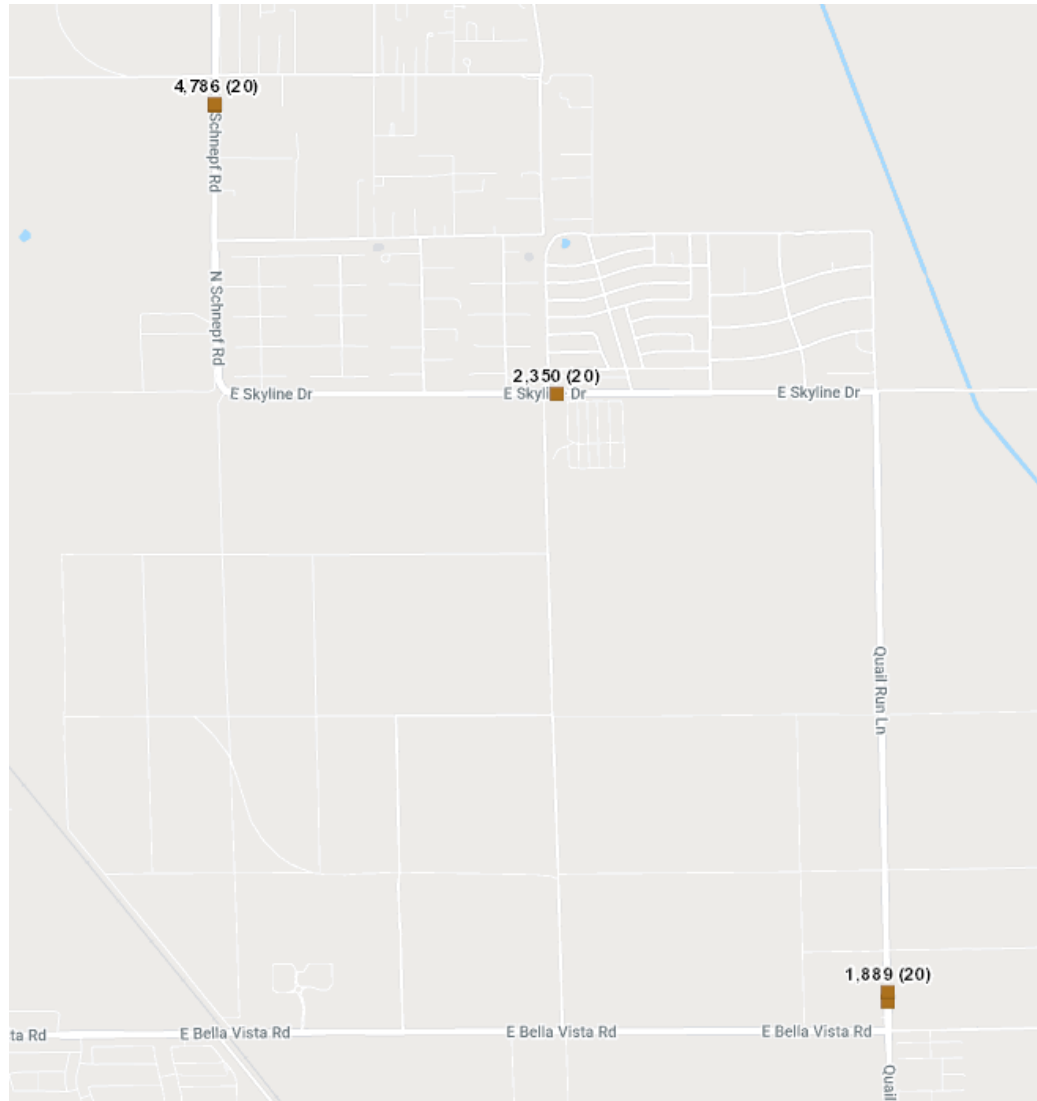 4,786 (20)
Schnepf Rd
N Schnepf Rd
2,350 (20)
E Skyline Dr
E Skyline Dr
E Skyline Dr
Quail Run Ln
1,889 (20)
ta Rd
E Bella Vista Rd
E Bella Vista Rd
E Bella Vista Rd
Quail